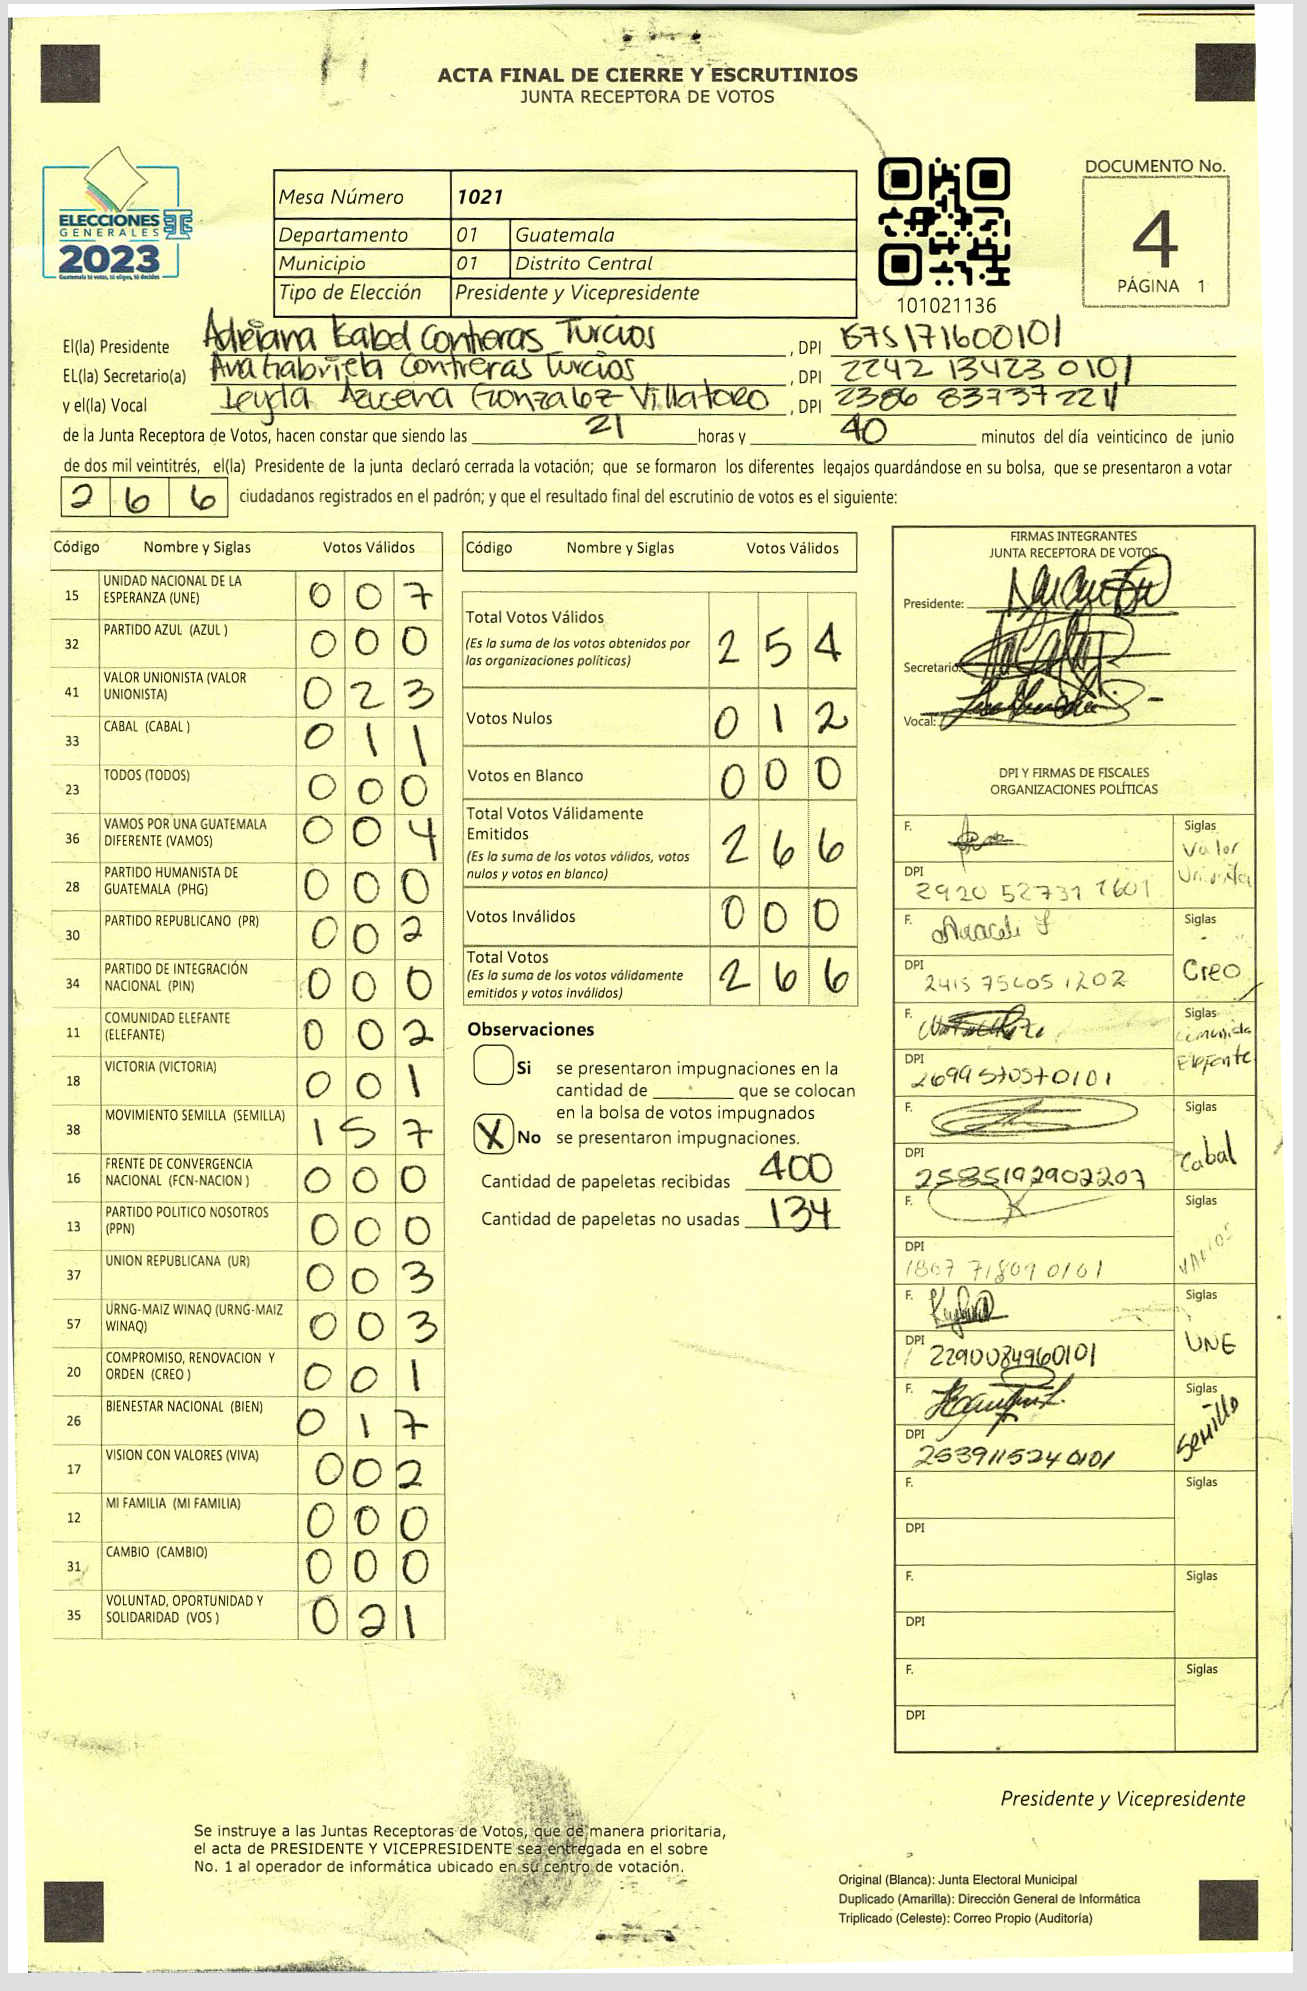 ACTA FINAL DE CIERRE Y ESCRUTINIOS
JUNTA RECEPTORA DE VOTOS
ELECCIONES
GENERALES
2023
Guatemala tú votas, tú eliges, tú decides
Mesa Número 1021
Departamento 01 Guatemala
Municipio 01 Distrito Central
Tipo de Elección Presidente y Vicepresidente
101021136
DOCUMENTO No.
4
PÁGINA 1
El(la) Presidente Adriana Isabel Contreras Turcios, DPI
EL(la) Secretario(a) Ana Gabriela Contreras Turcios, DPI 2242 13423 0101
y el(la) Vocal Leyda Azucena Gonzalez Villatoro, DPI 2386 83737 2211
de la Junta Receptora de Votos, hacen constar que siendo las 21 horas y 40 minutos del día veinticinco de junio
de dos mil veintitrés, el(la) Presidente de la junta declaró cerrada la votación; que se formaron los diferentes legajos guardándose en su bolsa, que se presentaron a votar
266 ciudadanos registrados en el padrón; y que el resultado final del escrutinio de votos es el siguiente:
Código Nombre y Siglas Votos Válidos
15 UNIDAD NACIONAL DE LA ESPERANZA (UNE) 0 0 7
32 PARTIDO AZUL (AZUL ) 0 0 0
41 VALOR UNIONISTA (VALOR UNIONISTA) 0 2 3
33 CABAL (CABAL ) 0 1 1
23 TODOS (TODOS) 0 0 0
36 VAMOS POR UNA GUATEMALA DIFERENTE (VAMOS) 0 0 4
28 PARTIDO HUMANISTA DE GUATEMALA (PHG) 0 0 0
30 PARTIDO REPUBLICANO (PR) 0 0 2
34 PARTIDO DE INTEGRACIÓN NACIONAL (PIN) 0 0 0
11 COMUNIDAD ELEFANTE (ELEFANTE) 0 0 2
18 VICTORIA (VICTORIA) 0 0 1
38 MOVIMIENTO SEMILLA (SEMILLA) 1 5 7
16 FRENTE DE CONVERGENCIA NACIONAL (FCN-NACION ) 0 0 0
13 PARTIDO POLITICO NOSOTROS (PPN) 0 0 0
37 UNION REPUBLICANA (UR) 0 0 3
57 URNG-MAIZ WINAQ (URNG-MAIZ WINAQ) 0 0 3
20 COMPROMISO, RENOVACION Y ORDEN (CREO ) 0 0 1
26 BIENESTAR NACIONAL (BIEN) 0 1 7
17 VISION CON VALORES (VIVA) 0 0 2
12 MI FAMILIA (MI FAMILIA) 0 0 0
31 CAMBIO (CAMBIO) 0 0 0
35 VOLUNTAD, OPORTUNIDAD Y SOLIDARIDAD (VOS ) 0 2 1
Código Nombre y Siglas Votos Válidos
Total Votos Válidos 2 5 4
(Es la suma de los votos obtenidos por
las organizaciones políticas)
Votos Nulos 0 1 2
Votos en Blanco 0 0 0
Total Votos Válidamente
Emitidos 2 6 6
(Es la suma de los votos válidos, votos
nulos y votos en blanco)
Votos Inválidos 0 0 0
Total Votos 2 6 6
(Es la suma de los votos válidamente
emitidos y votos inválidos)
Observaciones
Si se presentaron impugnaciones en la
cantidad de ________ que se colocan
en la bolsa de votos impugnados
X No se presentaron impugnaciones.
Cantidad de papeletas recibidas 400
Cantidad de papeletas no usadas 134
FIRMAS INTEGRANTES
JUNTA RECEPTORA DE VOTOS
Presidente:
Secretario:
Vocal:
DPI Y FIRMAS DE FISCALES
ORGANIZACIONES POLÍTICAS
F. Siglas Valor Unionista
DPI 2920 52731 1601
F. Siglas Creo
DPI 2415 75605 1202
F. Siglas Comunida Elefante
DPI
F. Siglas Cabal
DPI 2585192902207
F. Siglas VAMOS
DPI 1807 71809 0101
F. Siglas UNE
DPI 2290084960101
F. Siglas Semilla
DPI 2539115240101
F. Siglas
DPI
F. Siglas
DPI
F. Siglas
DPI
Presidente y Vicepresidente
Se instruye a las Juntas Receptoras de Votos, que de manera prioritaria,
el acta de PRESIDENTE Y VICEPRESIDENTE sea entregada en el sobre
No. 1 al operador de informática ubicado en su centro de votación.
Original (Blanca): Junta Electoral Municipal
Duplicado (Amarilla): Dirección General de Informática
Triplicado (Celeste): Correo Propio (Auditoría)